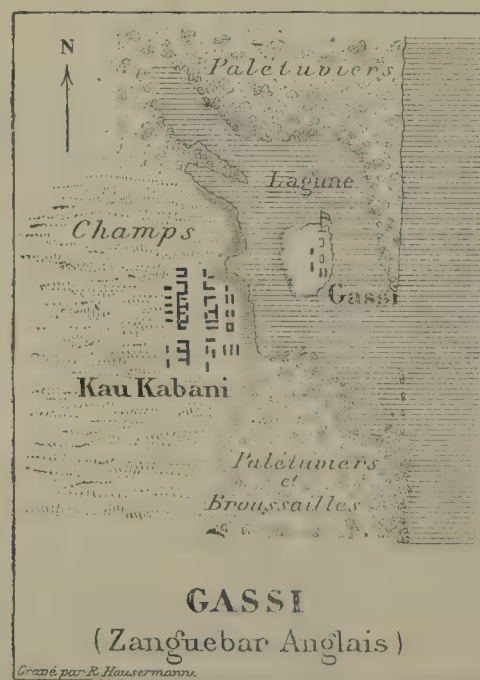 N
Palétuviers
Lagune
Champs
Gassi
Kau Kabani
Palétuviers
et
Broussailles
GASSI
(Zanguebar Anglais)
Gravé par R. Hausermann.